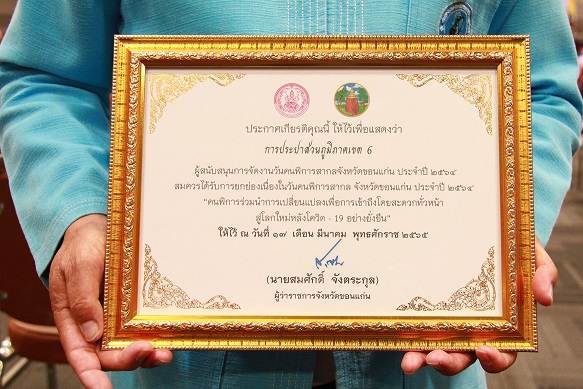 ประกาศเกียรติคุณนี้ ให้ไว้เพื่อแสดงว่า
การประปาส่วนภูมิภาคเขต 6
ผู้สนับสนุนการจัดงานวันคนพิการสากลจังหวัดขอนแก่น ประจำปี ๒๕๖๔
สมควรได้รับการยกย่องเนื่องในวันคนพิการสากล จังหวัดขอนแก่น ประจำปี ๒๕๖๔
“คนพิการร่วมนำการเปลี่ยนแปลงเพื่อการเข้าถึงโดยสะดวกทั่วหน้า
สู่โลกใหม่หลังโควิด - 19 อย่างยั่งยืน”
ให้ไว้ ณ วันที่ ๑๗ เดือน มีนาคม พุทธศักราช ๒๕๖๕
(นายสมศักดิ์ จังตระกุล)
ผู้ว่าราชการจังหวัดขอนแก่น